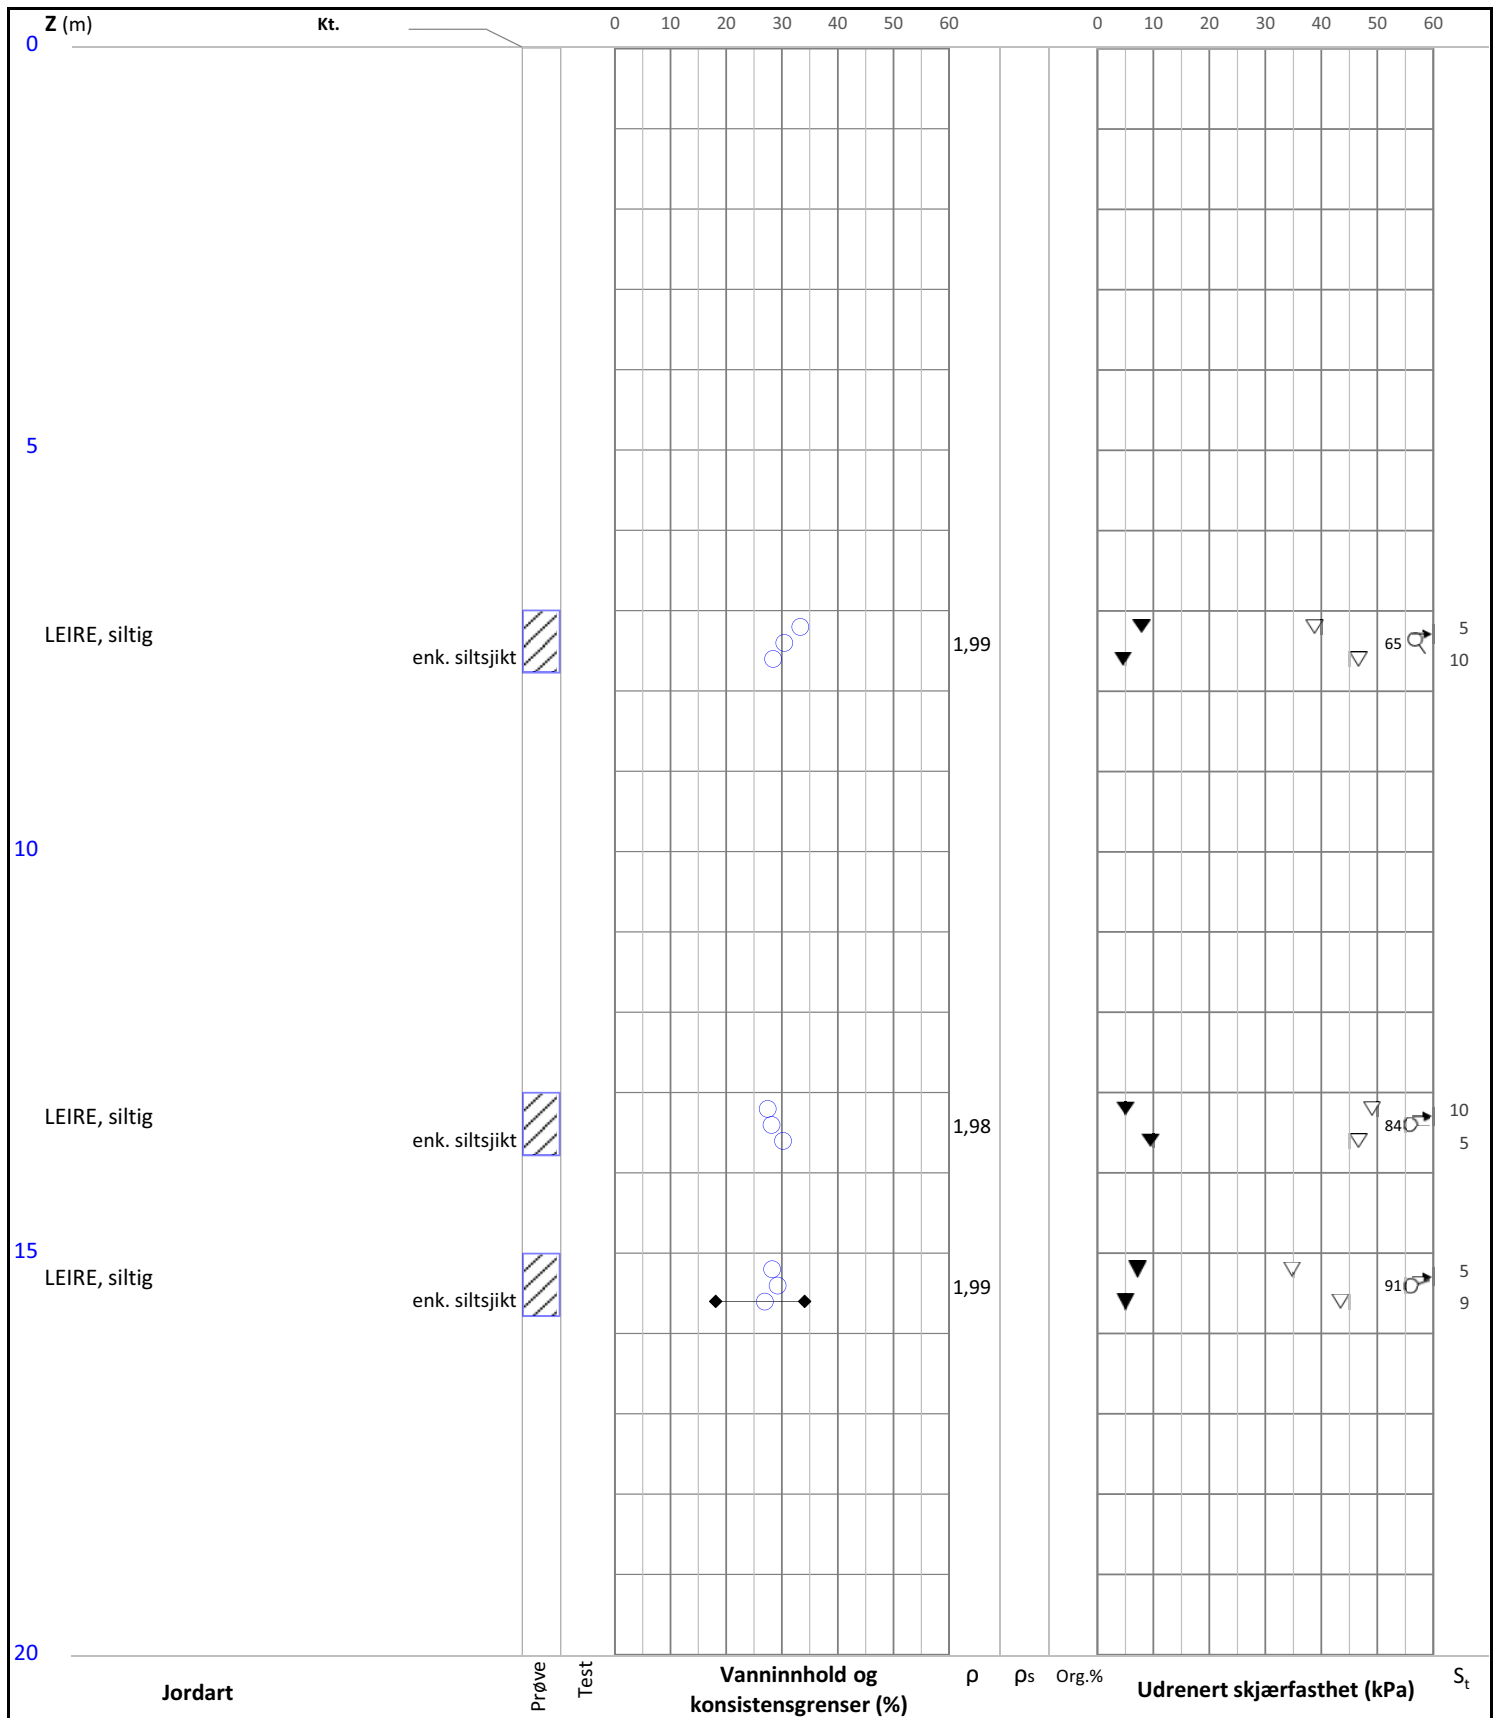 Z (m) Kt. 0 10 20 30 40 50 60 0 10 20 30 40 50 60
0
5
LEIRE, siltig 5
enk. siltsjikt 1,99 65 10
10
LEIRE, siltig 10
enk. siltsjikt 1,98 84 5
15
LEIRE, siltig 5
enk. siltsjikt 1,99 91 9
20
Jordart Prøve Test Vanninnhold og ρ ρs Org.% Udrenert skjærfasthet (kPa) St
konsistensgrenser (%)